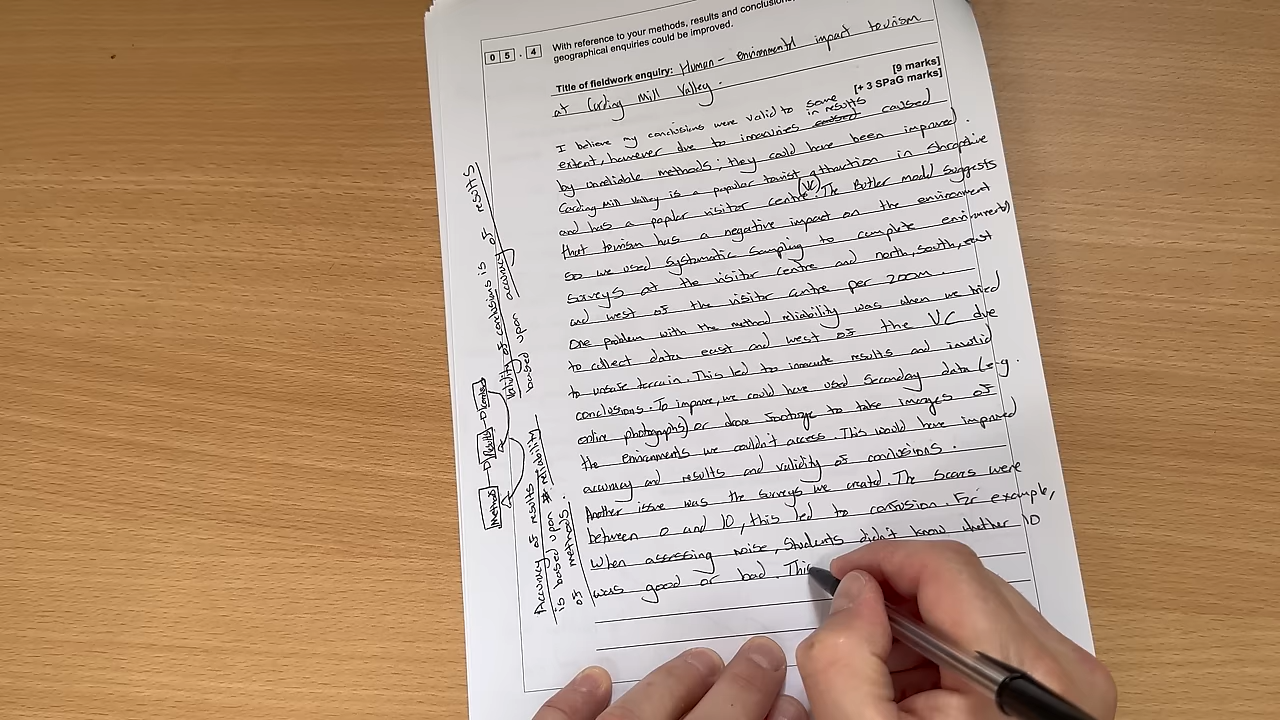 05.4
With reference to your methods, results and conclusions,
geographical enquiries could be improved.
Title of fieldwork enquiry: Human - environmental impact tourism
at Carding Mill Valley.
[9 marks]
[+ 3 SPaG marks]
I believe my conclusions were valid to some
in results
extent, however due to caused
by unreliable methods; they could have been improved.
Carding Mill Valley is a popular tourist attraction in Shropshire
and has a visitor centre (VC). The Butler model suggests
that tourism has a negative impact on the environment
so we used systematic sampling to complete environmental
surveys at the visitor centre and north, south, east
and west of the visitor centre per 200m.
One problem with the method reliability was when we tried
to collect data east and west of the VC due
to unsafe terrain. This led to results and invalid
conclusions. To improve, we could have used secondary data (e.g.
online photographs) or drone footage to take images of
the environments we couldn't access. This would have improved
accuracy and results and validity of conclusions.
Another issue was the surveys we created. The scores were
between 0 and 10, this led to confusion. For example,
when assessing noise, students didn't know whether 10
was good or bad. This
Method → Results →
Validity of conclusions is
based upon accuracy of results
Accuracy of results
is based upon reliability
of methods.